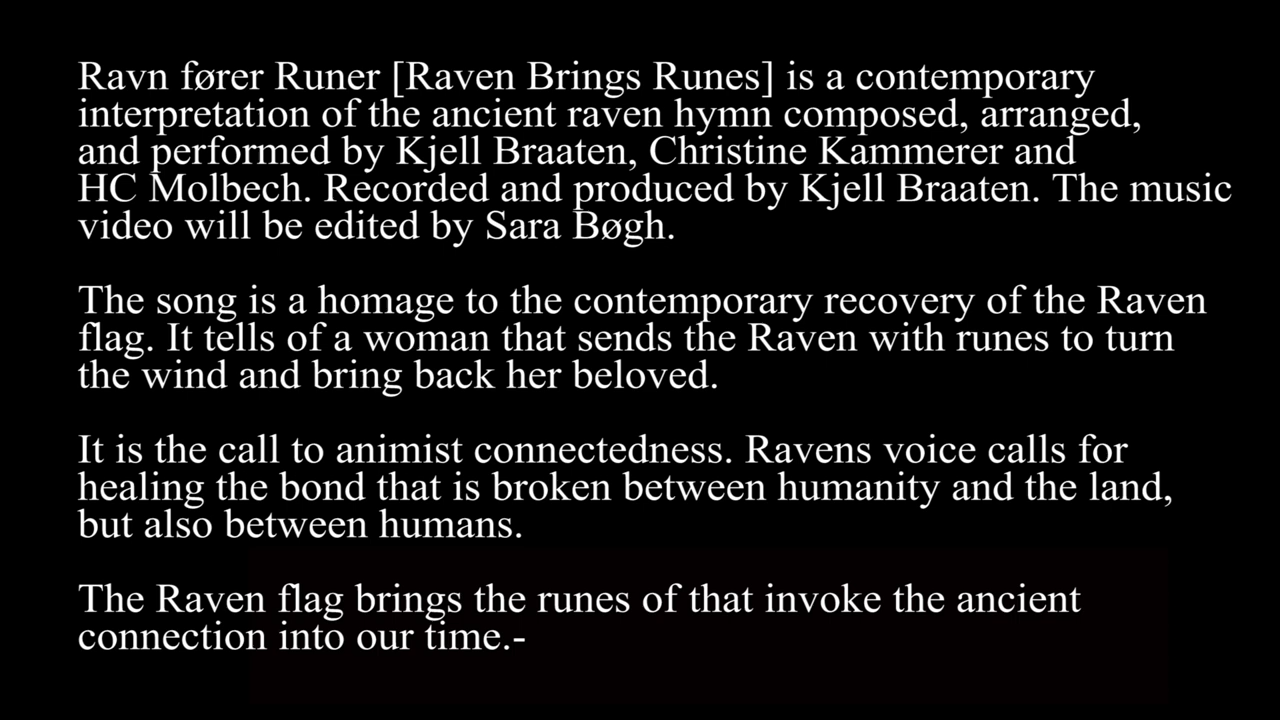 Ravn fører Runer [Raven Brings Runes] is a contemporary
interpretation of the ancient raven hymn composed, arranged,
and performed by Kjell Braaten, Christine Kammerer and
HC Molbech. Recorded and produced by Kjell Braaten. The music
video will be edited by Sara Bøgh.
The song is a homage to the contemporary recovery of the Raven
flag. It tells of a woman that sends the Raven with runes to turn
the wind and bring back her beloved.
It is the call to animist connectedness. Ravens voice calls for
healing the bond that is broken between humanity and the land,
but also between humans.
The Raven flag brings the runes of that invoke the ancient
connection into our time.-